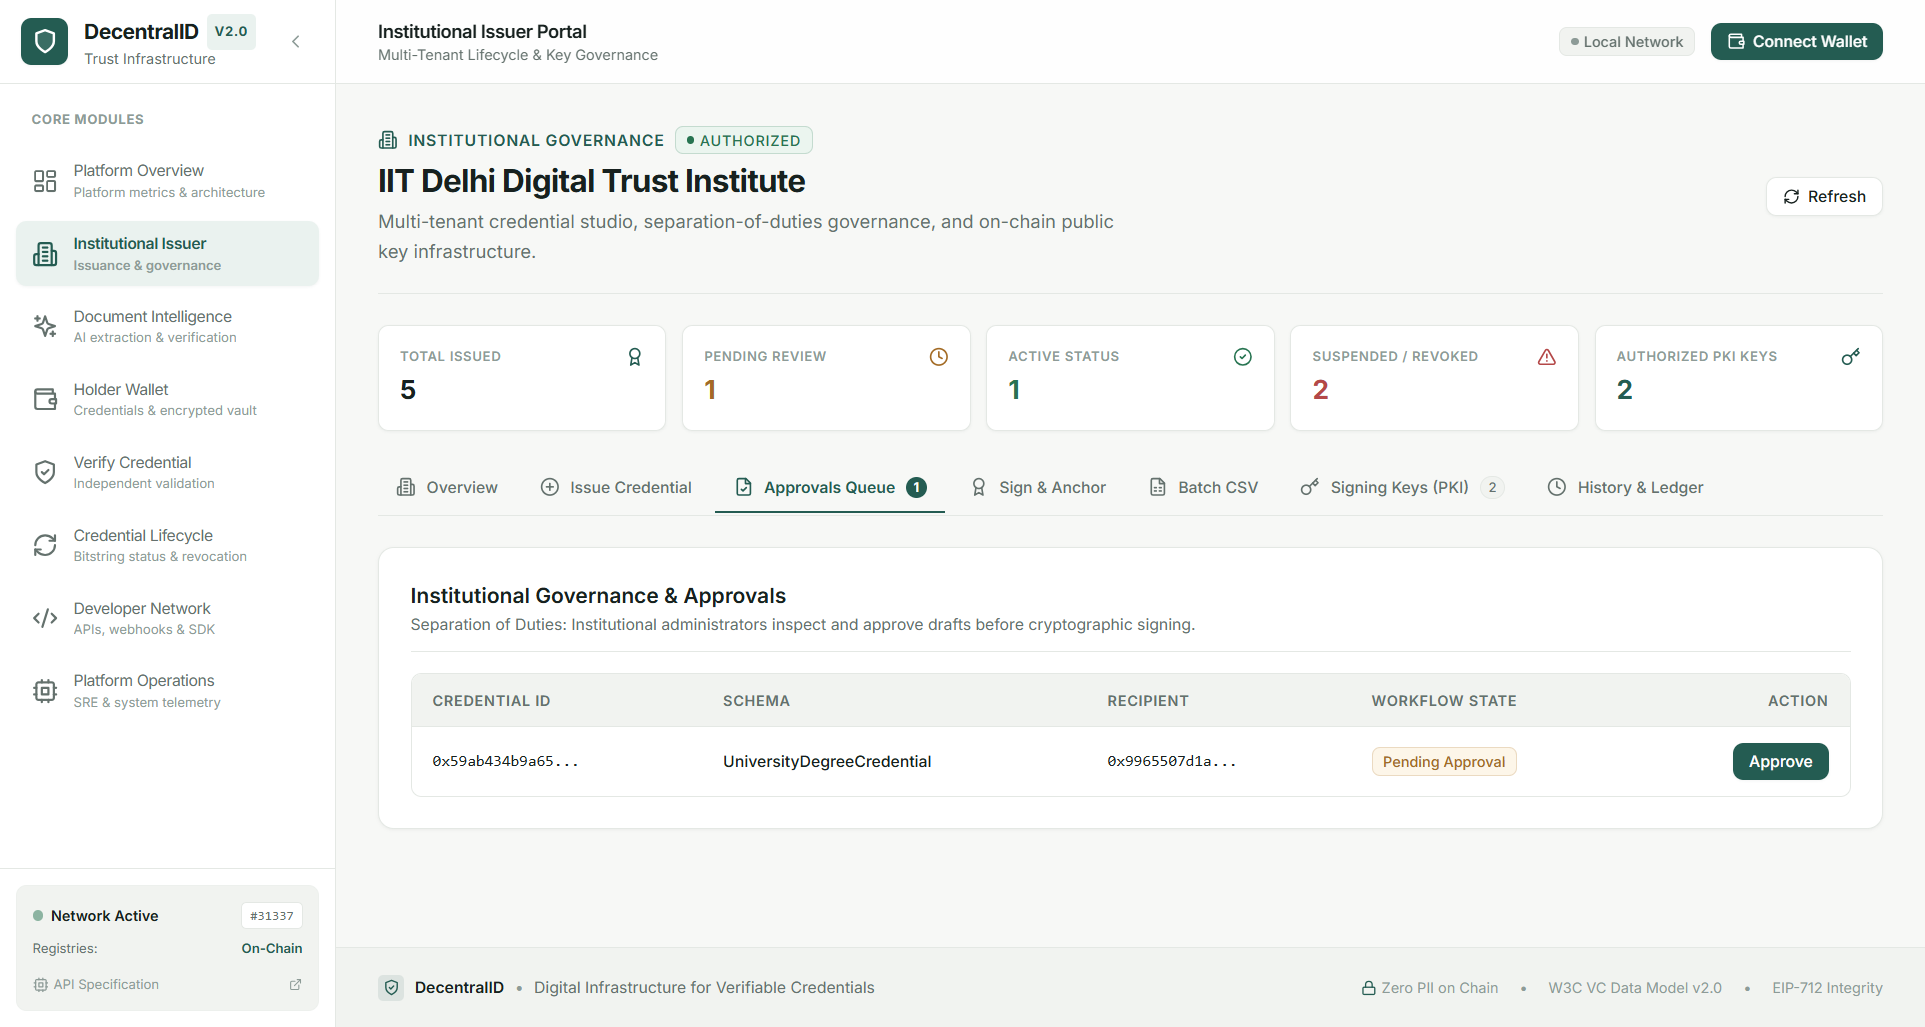 DecentralID V2.0
Trust Infrastructure
CORE MODULES
Platform Overview
Platform metrics & architecture
Institutional Issuer
Issuance & governance
Document Intelligence
AI extraction & verification
Holder Wallet
Credentials & encrypted vault
Verify Credential
Independent validation
Credential Lifecycle
Bitstring status & revocation
Developer Network
APIs, webhooks & SDK
Platform Operations
SRE & system telemetry
Network Active #31337
Registries: On-Chain
API Specification
Institutional Issuer Portal
Multi-Tenant Lifecycle & Key Governance
Local Network
Connect Wallet
INSTITUTIONAL GOVERNANCE AUTHORIZED
IIT Delhi Digital Trust Institute
Multi-tenant credential studio, separation-of-duties governance, and on-chain public
key infrastructure.
Refresh
TOTAL ISSUED
5
PENDING REVIEW
1
ACTIVE STATUS
1
SUSPENDED / REVOKED
2
AUTHORIZED PKI KEYS
2
Overview Issue Credential Approvals Queue 1 Sign & Anchor Batch CSV Signing Keys (PKI) 2 History & Ledger
Institutional Governance & Approvals
Separation of Duties: Institutional administrators inspect and approve drafts before cryptographic signing.
CREDENTIAL ID SCHEMA RECIPIENT WORKFLOW STATE ACTION
0x59ab434b9a65... UniversityDegreeCredential 0x9965507d1a... Pending Approval Approve
DecentralID • Digital Infrastructure for Verifiable Credentials
Zero PII on Chain • W3C VC Data Model v2.0 • EIP-712 Integrity